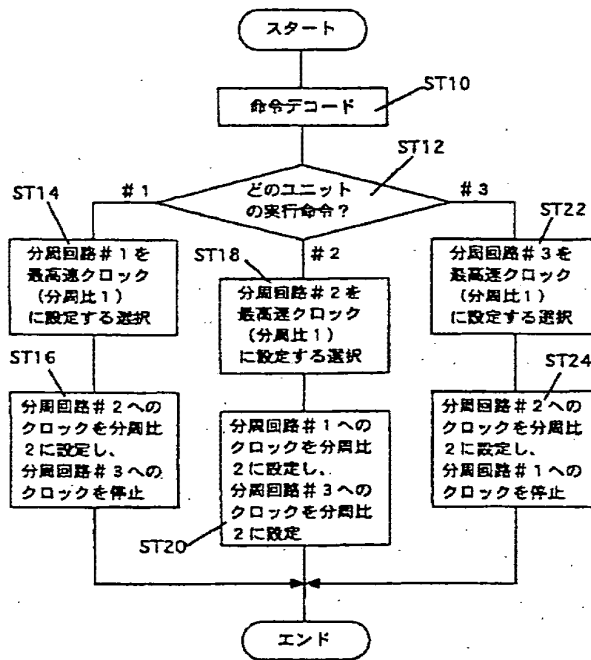 スタート
ST10
命令デコード
ST12
どのユニット
の実行命令？
＃1
＃2
＃3
ST14
分周回路＃1を
最高速クロック
（分周比1）
に設定する選択
ST16
分周回路＃2への
クロックを分周比
2に設定し、
分周回路＃3への
クロックを停止
ST18
分周回路＃2を
最高速クロック
（分周比1）
に設定する選択
分周回路＃1への
クロックを分周比
2に設定し、
分周回路＃3への
クロックを分周比
2に設定
ST20
ST22
分周回路＃3を
最高速クロック
（分周比1）
に設定する選択
ST24
分周回路＃2への
クロックを分周比
2に設定し、
分周回路＃1への
クロックを停止
エンド